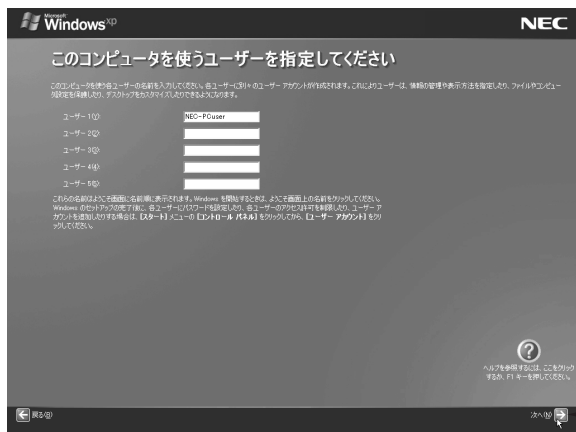 Microsoft
Windows xp
NEC
このコンピュータを使うユーザーを指定してください
このコンピュータを使う各ユーザーの名前を入力してください。各ユーザーに別々のユーザー アカウントが作成されます。これによりユーザーは、情報の管理や表示方法を指定したり、ファイルやコンピュー
タ設定を保護したり、デスクトップをカスタマイズしたりできるようになります。
ユーザー 1(Y):
NEC-PCuser
ユーザー 2(2):
ユーザー 3(3):
ユーザー 4(4):
ユーザー 5(5):
これらの名前はようこそ画面に名前順に表示されます。Windows を開始するときは、ようこそ画面上の名前をクリックしてください。
Windows のセットアップの完了後に、各ユーザーにパスワードを設定したり、各ユーザーのアクセス許可を制限したり、ユーザー ア
カウントを追加したりする場合は、[スタート] メニューの [コントロール パネル] をクリックしてから、[ユーザー アカウント] をクリ
ックしてください。
?
ヘルプを参照するには、ここをクリック
するか、F1 キーを押してください。
戻る(B)
次へ(N)